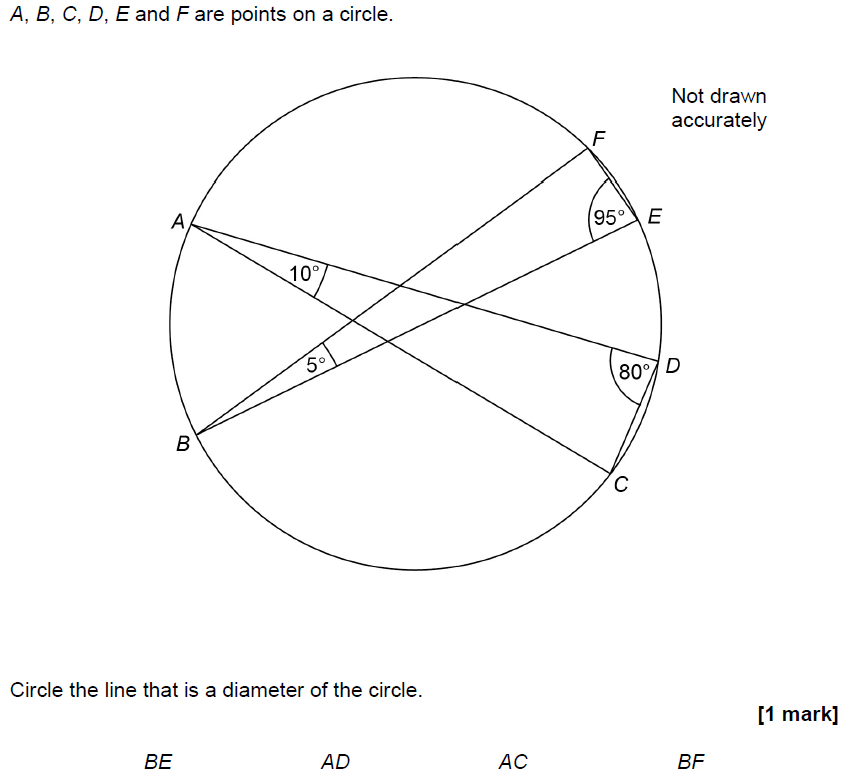 A, B, C, D, E and F are points on a circle.
Not drawn
accurately
F
A
95°
E
10°
5°
80°
D
B
C
Circle the line that is a diameter of the circle.
[1 mark]
BE AD AC BF